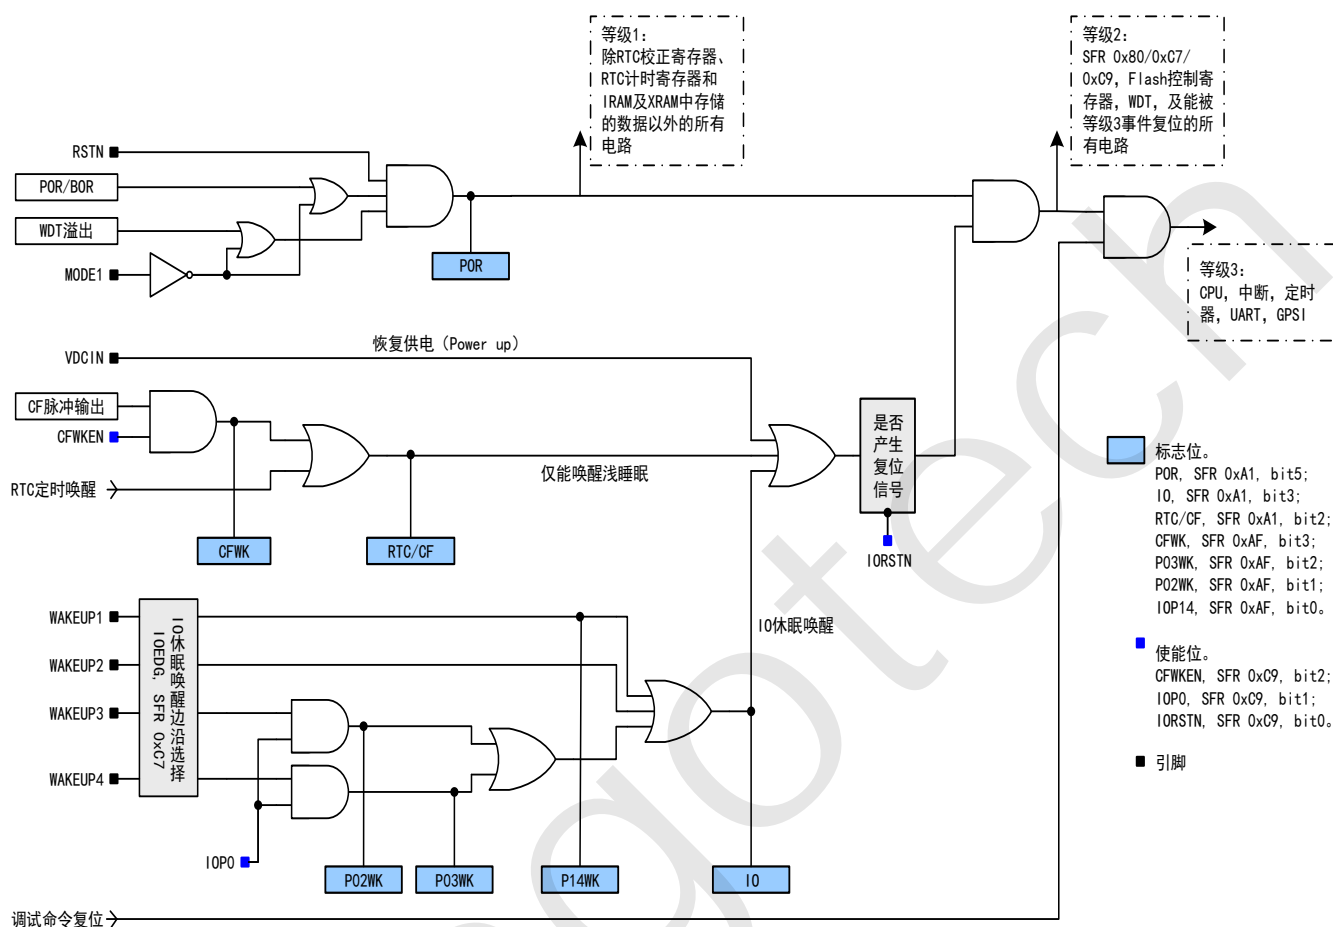 等级1：
除RTC校正寄存器、
RTC计时寄存器和
IRAM及XRAM中存储
的数据以外的所有
电路
等级2：
SFR 0x80/0xC7/
0xC9, Flash控制寄
存器, WDT, 及能被
等级3事件复位的所
有电路
RSTN
POR/BOR
WDT溢出
MODE1
POR
等级3：
CPU, 中断, 定时
器, UART, GPSI
恢复供电（Power up）
VDCIN
CF脉冲输出
CFWKEN
RTC定时唤醒
仅能唤醒浅睡眠
是否
产生
复位
信号
IORSTN
CFWK
RTC/CF
标志位。
POR, SFR 0xA1, bit5;
IO, SFR 0xA1, bit3;
RTC/CF, SFR 0xA1, bit2;
CFWK, SFR 0xAF, bit3;
P03WK, SFR 0xAF, bit2;
P02WK, SFR 0xAF, bit1;
IOP14, SFR 0xAF, bit0。
使能位。
CFWKEN, SFR 0xC9, bit2;
IOP0, SFR 0xC9, bit1;
IORSTN, SFR 0xC9, bit0。
引脚
WAKEUP1
WAKEUP2
WAKEUP3
WAKEUP4
IO休眠唤醒边沿选择
IOEDG, SFR 0xC7
IO休眠唤醒
IOP0
P02WK
P03WK
P14WK
IO
调试命令复位
gotech